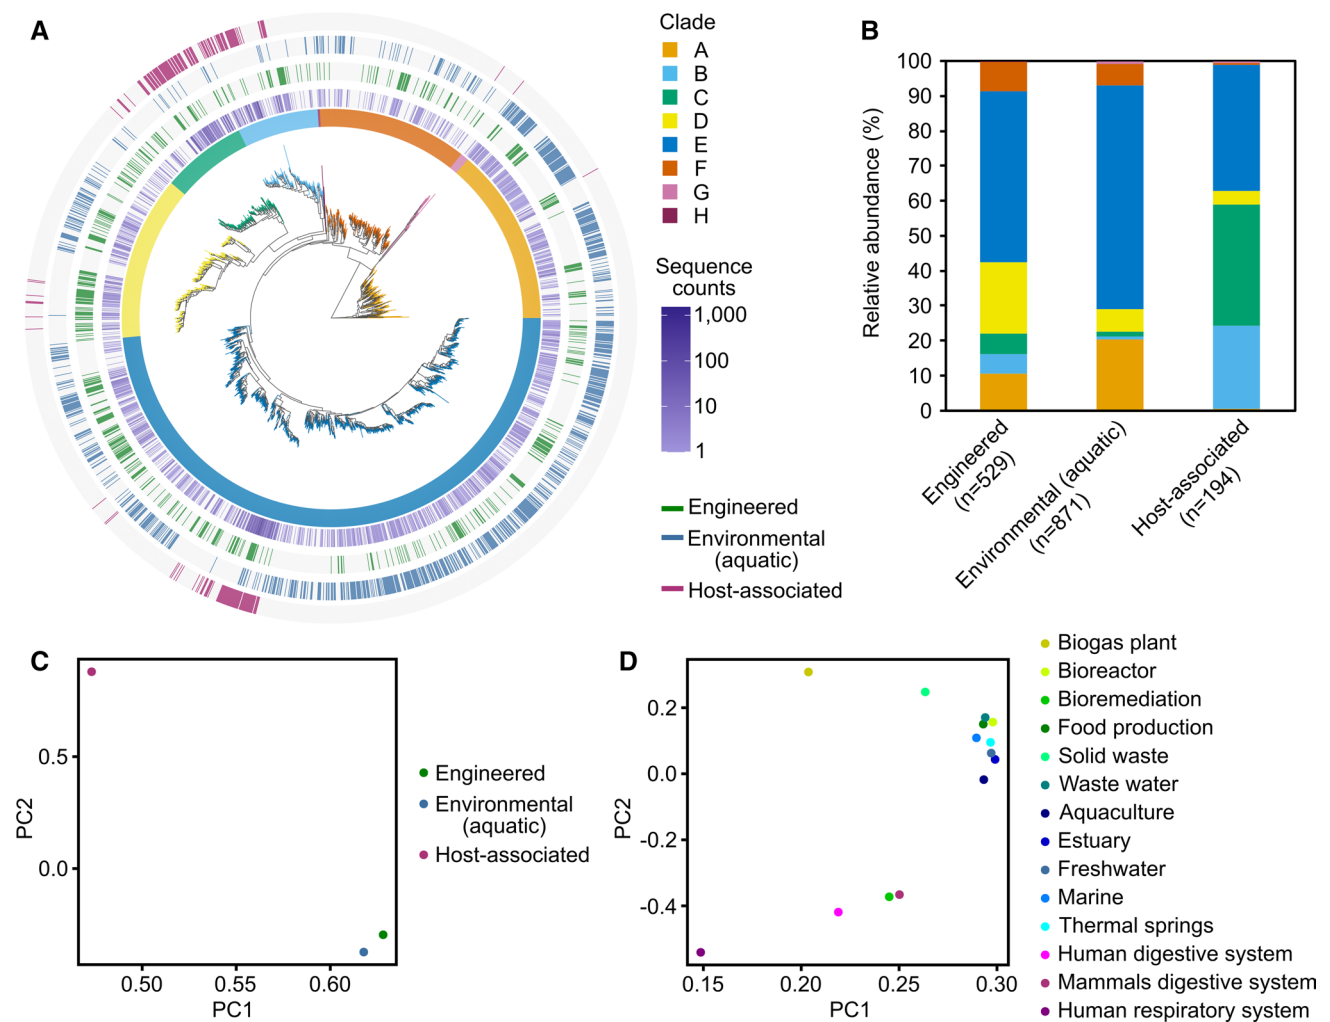 A
Clade
A
B
C
D
E
F
G
H
Sequence
counts
1,000
100
10
1
Engineered
Environmental
(aquatic)
Host-associated
B
Relative abundance (%)
100
90
80
70
60
50
40
30
20
10
0
Engineered
(n=529)
Environmental (aquatic)
(n=871)
Host-associated
(n=194)
C
PC2
0.5
0.0
0.50
0.55
0.60
PC1
Engineered
Environmental
(aquatic)
Host-associated
D
PC2
0.2
0.0
-0.2
-0.4
0.15
0.20
0.25
0.30
PC1
Biogas plant
Bioreactor
Bioremediation
Food production
Solid waste
Waste water
Aquaculture
Estuary
Freshwater
Marine
Thermal springs
Human digestive system
Mammals digestive system
Human respiratory system